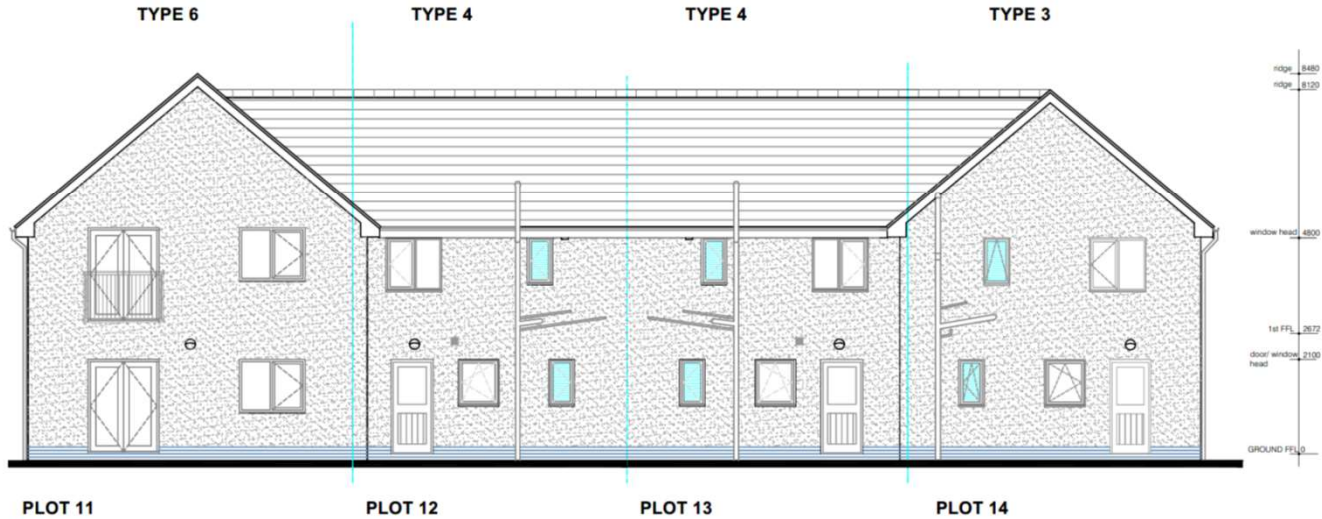 TYPE 6 TYPE 4 TYPE 4 TYPE 3
ridge 8480
ridge 8120
window head 4800
1st FFL 2672
door/ window 2100
head
GROUND FFL 0
PLOT 11 PLOT 12 PLOT 13 PLOT 14